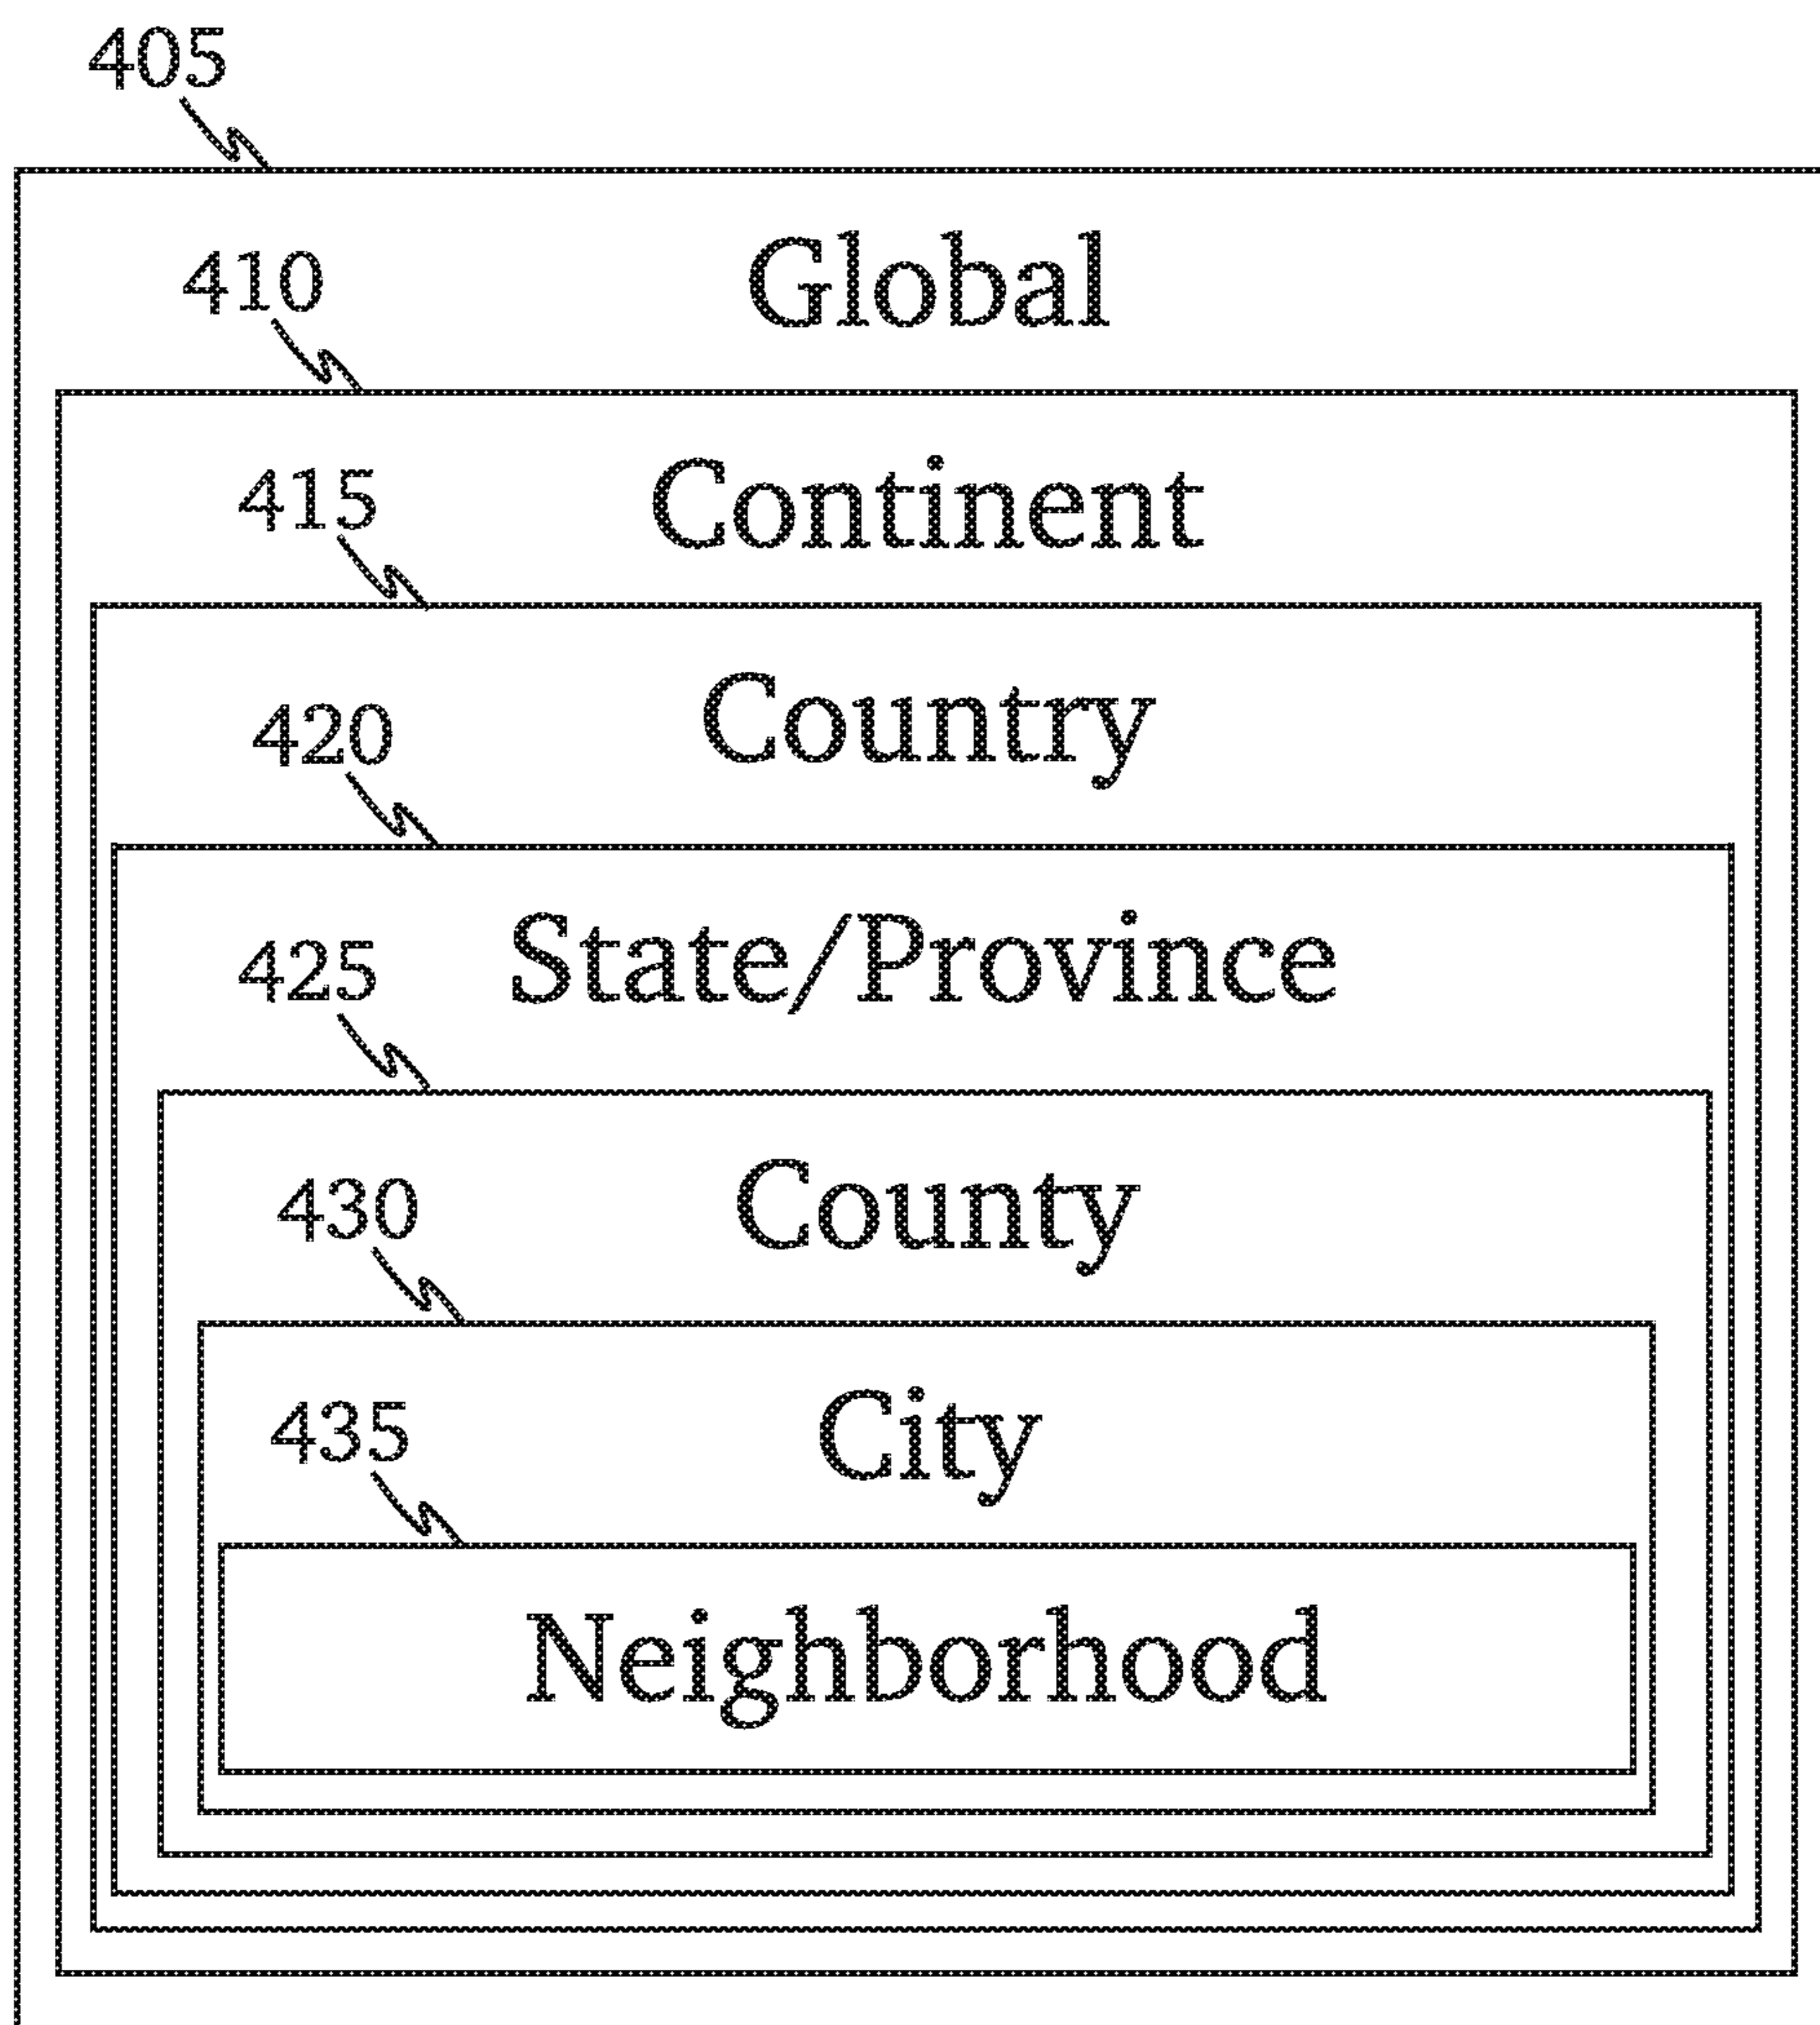 405
Global
410
Continent
415
Country
420
State/Province
425
County
430
City
435
Neighborhood